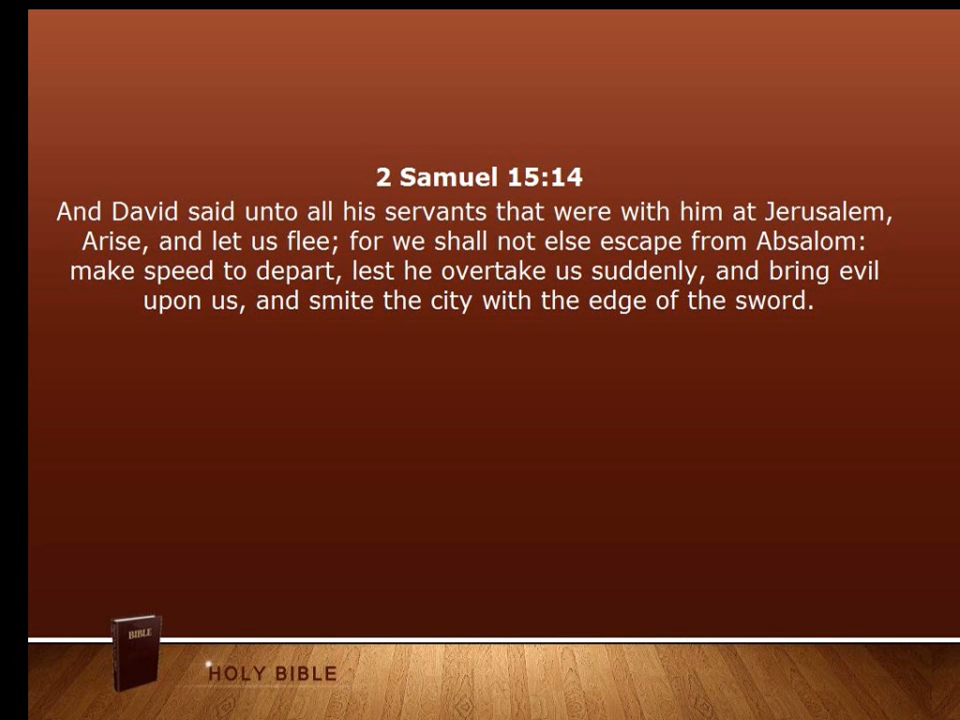 2 Samuel 15:14
And David said unto all his servants that were with him at Jerusalem,
Arise, and let us flee; for we shall not else escape from Absalom:
make speed to depart, lest he overtake us suddenly, and bring evil
upon us, and smite the city with the edge of the sword.
BIBLE
HOLY BIBLE